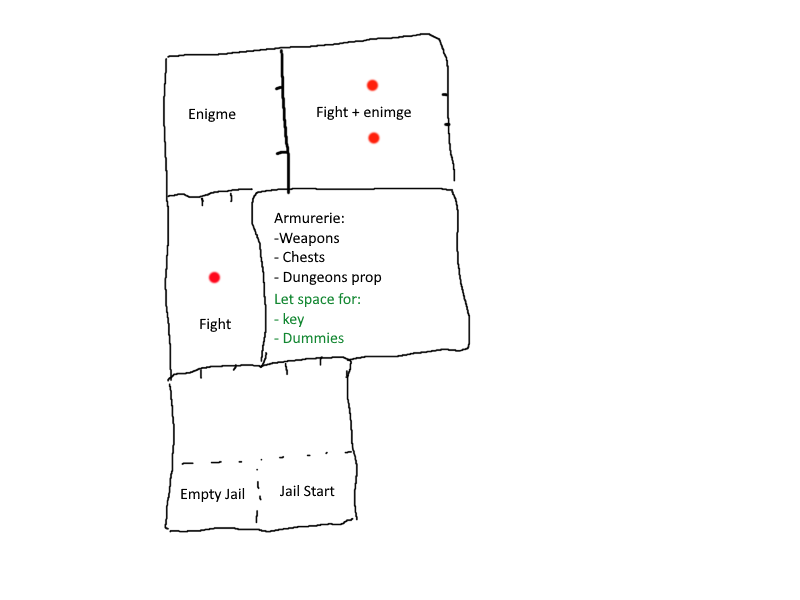 Enigme
Fight + enimge
Armurerie:
-Weapons
- Chests
- Dungeons prop
Let space for:
- key
- Dummies
Fight
Empty Jail
Jail Start